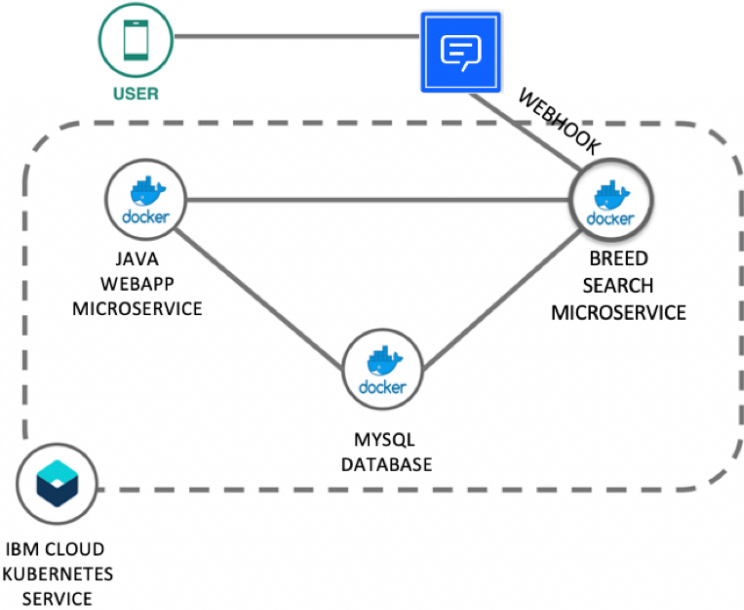 USER
WEBHOOK
docker
docker
JAVA
WEBAPP
MICROSERVICE
BREED
SEARCH
MICROSERVICE
docker
MYSQL
DATABASE
IBM CLOUD
KUBERNETES
SERVICE